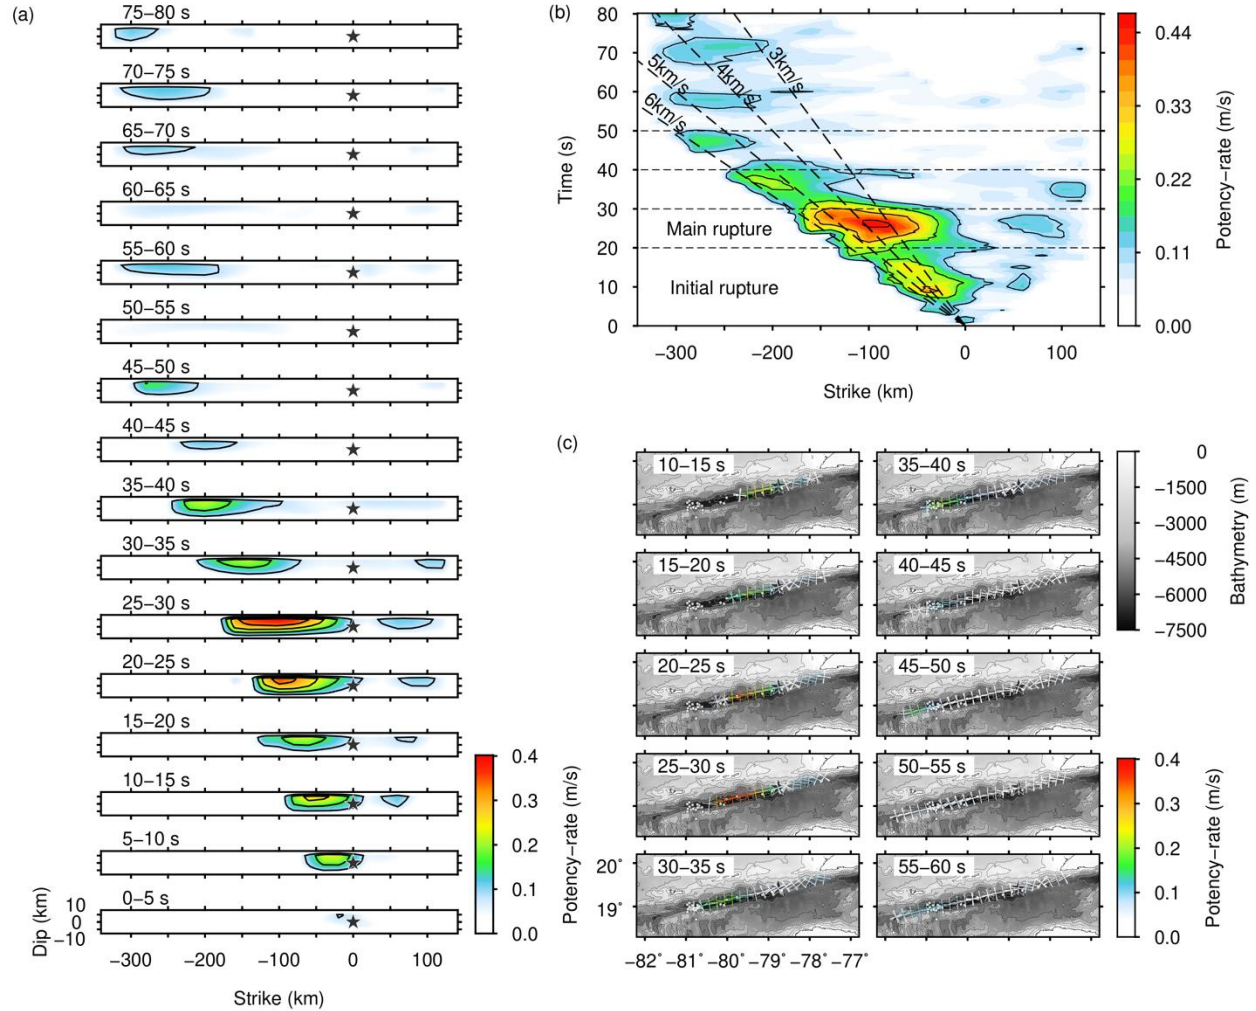 (a)
75−80 s
70−75 s
65−70 s
60−65 s
55−60 s
50−55 s
45−50 s
40−45 s
35−40 s
30−35 s
25−30 s
20−25 s
15−20 s
10−15 s
5−10 s
0−5 s
10
0
−10
Dip (km)
−300 −200 −100 0 100
Strike (km)
0.4
0.3
0.2
0.1
0.0
Potency−rate (m/s)
(b)
80
70
60
50
40
30
20
10
0
Time (s)
3km/s
4km/s
5km/s
6km/s
Main rupture
Initial rupture
−300 −200 −100 0 100
Strike (km)
0.44
0.33
0.22
0.11
0.00
Potency−rate (m/s)
(c)
10−15 s
35−40 s
15−20 s
40−45 s
20−25 s
45−50 s
25−30 s
50−55 s
30−35 s
55−60 s
20°
19°
−82° −81° −80° −79° −78° −77°
0
−1500
−3000
−4500
−6000
−7500
Bathymetry (m)
0.4
0.3
0.2
0.1
0.0
Potency−rate (m/s)